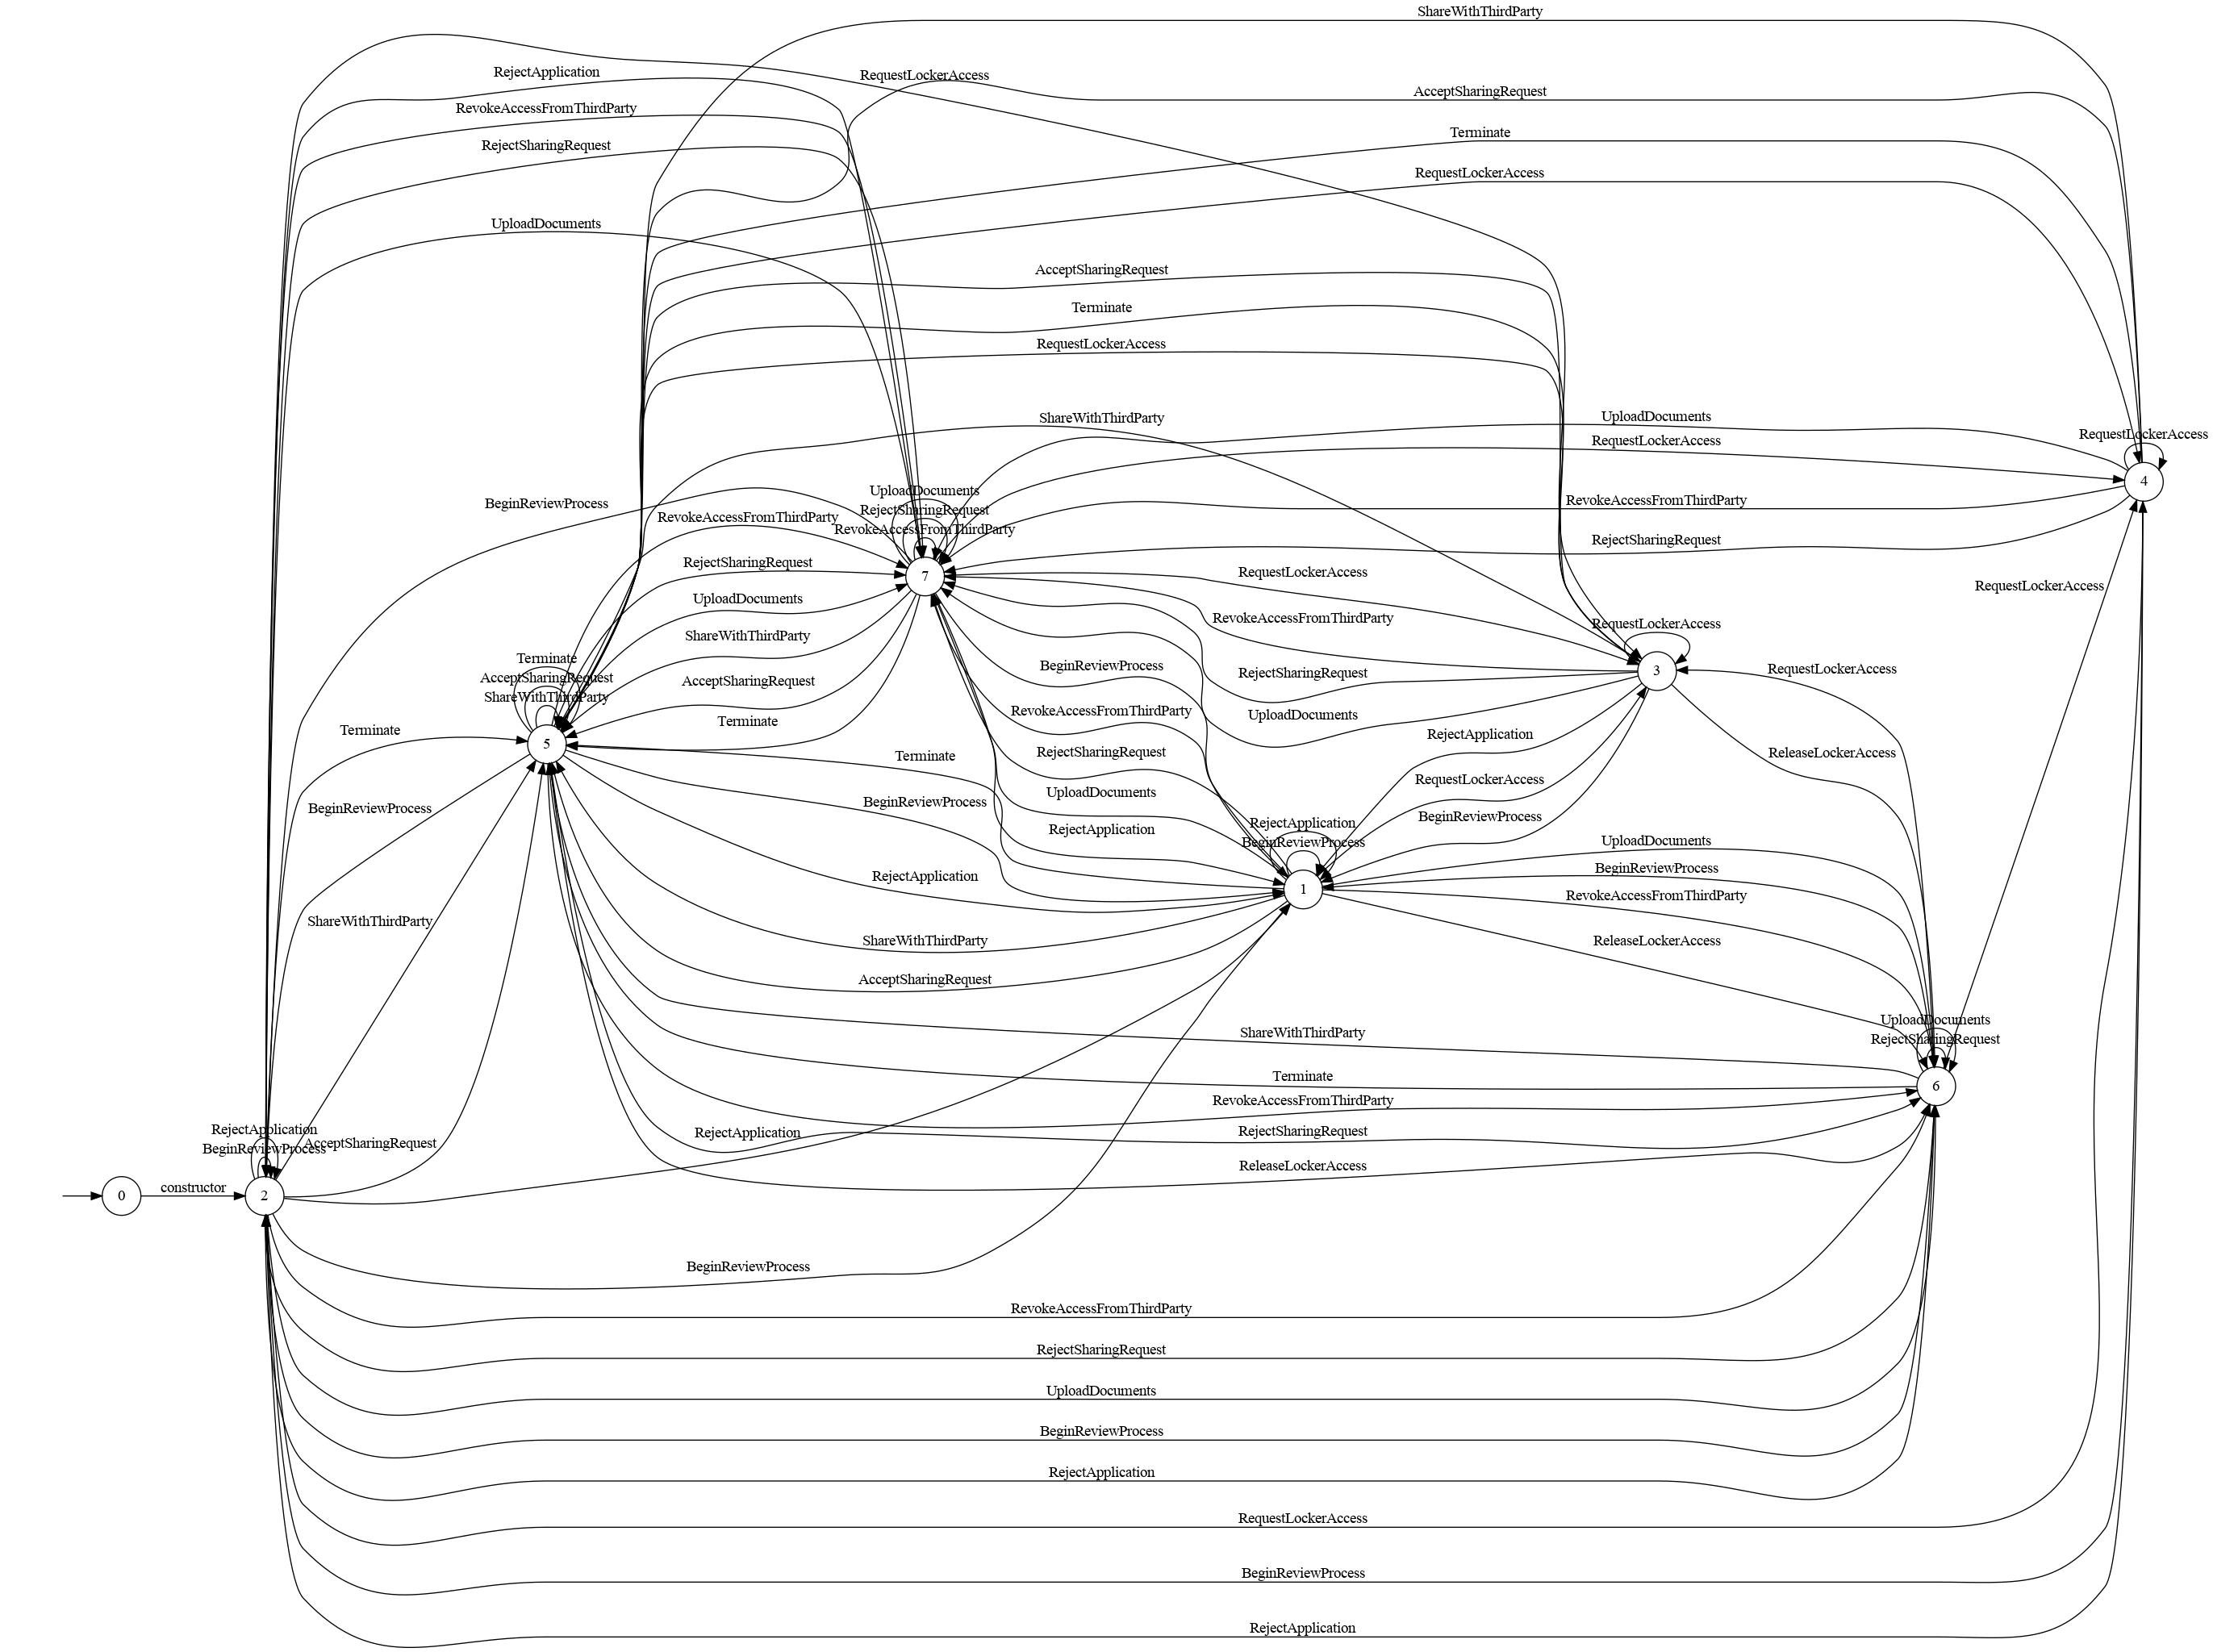 ShareWithThirdParty
RejectApplication
RequestLockerAccess
AcceptSharingRequest
RevokeAccessFromThirdParty
Terminate
RejectSharingRequest
RequestLockerAccess
UploadDocuments
AcceptSharingRequest
Terminate
RequestLockerAccess
ShareWithThirdParty
UploadDocuments
RequestLockerAccess
RequestLockerAccess
4
BeginReviewProcess
UploadDocuments
RejectSharingRequest
RevokeAccessFromThirdParty
RevokeAccessFromThirdParty
RevokeAccessFromThirdParty
RejectSharingRequest
RejectSharingRequest
7
RequestLockerAccess
RequestLockerAccess
UploadDocuments
RevokeAccessFromThirdParty
RequestLockerAccess
ShareWithThirdParty
Terminate
AcceptSharingRequest
ShareWithThirdParty
BeginReviewProcess
RejectSharingRequest
3
RequestLockerAccess
AcceptSharingRequest
RevokeAccessFromThirdParty
UploadDocuments
Terminate
Terminate
5
Terminate
RejectSharingRequest
RejectApplication
ReleaseLockerAccess
BeginReviewProcess
BeginReviewProcess
UploadDocuments
RequestLockerAccess
RejectApplication
RejectApplication
BeginReviewProcess
BeginReviewProcess
UploadDocuments
RejectApplication
1
BeginReviewProcess
RevokeAccessFromThirdParty
ShareWithThirdParty
ShareWithThirdParty
ReleaseLockerAccess
AcceptSharingRequest
ShareWithThirdParty
UploadDocuments
RejectSharingRequest
Terminate
6
RevokeAccessFromThirdParty
RejectApplication
BeginReviewProcess
AcceptSharingRequest
RejectApplication
RejectSharingRequest
ReleaseLockerAccess
0
constructor
2
BeginReviewProcess
RevokeAccessFromThirdParty
RejectSharingRequest
UploadDocuments
BeginReviewProcess
RejectApplication
RequestLockerAccess
BeginReviewProcess
RejectApplication